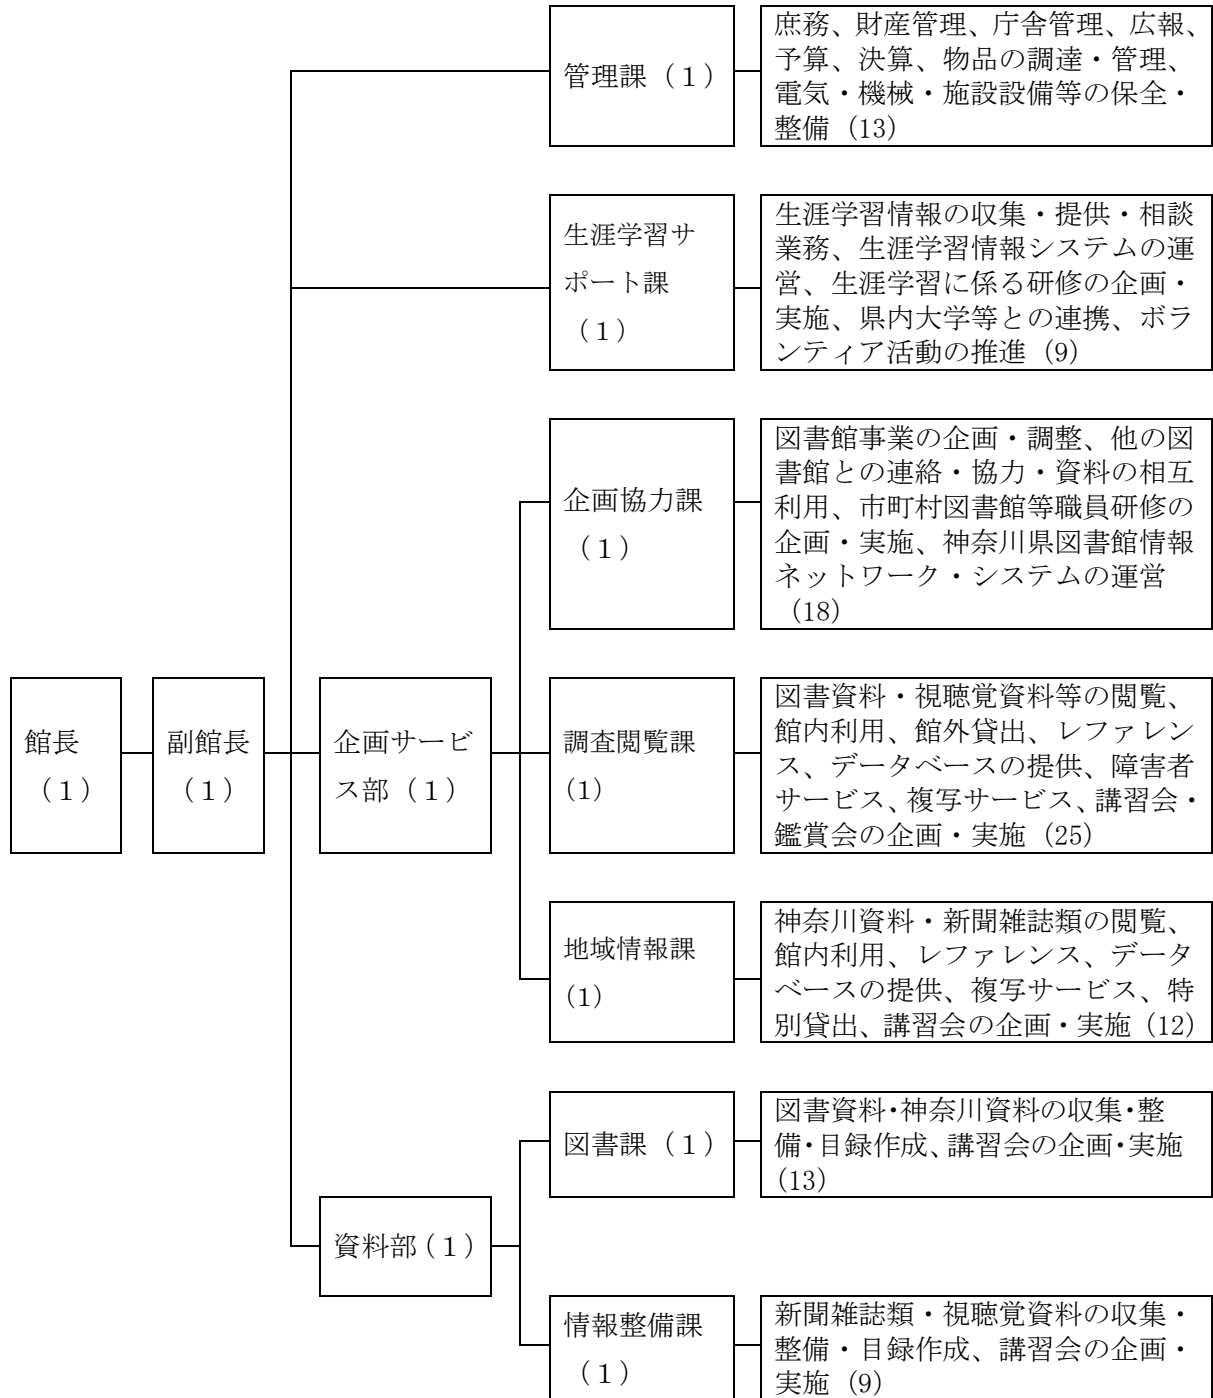 管理課（１）
庶務、財産管理、庁舎管理、広報、
予算、決算、物品の調達・管理、
電気・機械・施設設備等の保全・
整備 (13)
生涯学習サ
ポート課
（１）
生涯学習情報の収集・提供・相談
業務、生涯学習情報システムの運
営、生涯学習に係る研修の企画・
実施、県内大学等との連携、ボラ
ンティア活動の推進 (9)
企画協力課
（１）
図書館事業の企画・調整、他の図
書館との連絡・協力・資料の相互
利用、市町村図書館等職員研修の
企画・実施、神奈川県図書館情報
ネットワーク・システムの運営
(18)
館長
（１）
副館長
（１）
企画サービ
ス部（１）
調査閲覧課
(1)
図書資料・視聴覚資料等の閲覧、
館内利用、館外貸出、レファレン
ス、データベースの提供、障害者
サービス、複写サービス、講習会・
鑑賞会の企画・実施 (25)
地域情報課
(1)
神奈川資料・新聞雑誌類の閲覧、
館内利用、レファレンス、データ
ベースの提供、複写サービス、特
別貸出、講習会の企画・実施 (12)
資料部（１）
図書課（１）
図書資料・神奈川資料の収集・整
備・目録作成、講習会の企画・実施
(13)
情報整備課
（１）
新聞雑誌類・視聴覚資料の収集・
整備・目録作成、講習会の企画・
実施 (9)